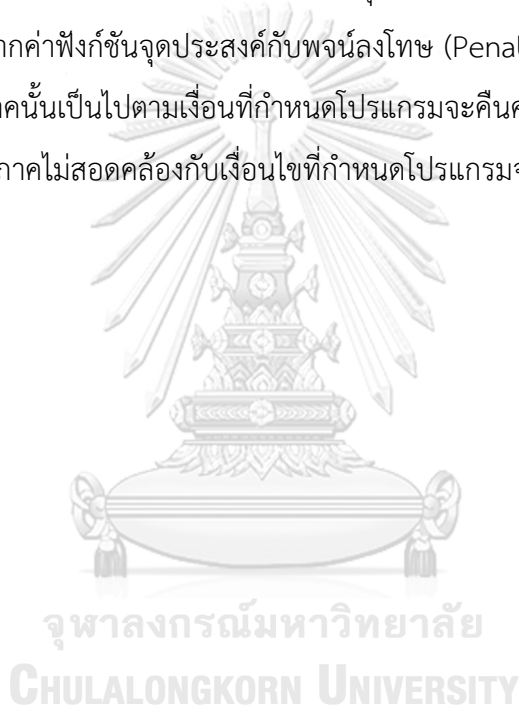 ากค่าฟังก์ชันจุดประสงค์กับพจน์ลงโทษ (Penal
าคนั้นเป็นไปตามเงื่อนที่กำหนดโปรแกรมจะคืนค
ภาคไม่สอดคล้องกับเงื่อนไขที่กำหนดโปรแกรมจ
จุฬาลงกรณ์มหาวิทยาลัย
CHULALONGKORN UNIVERSITY